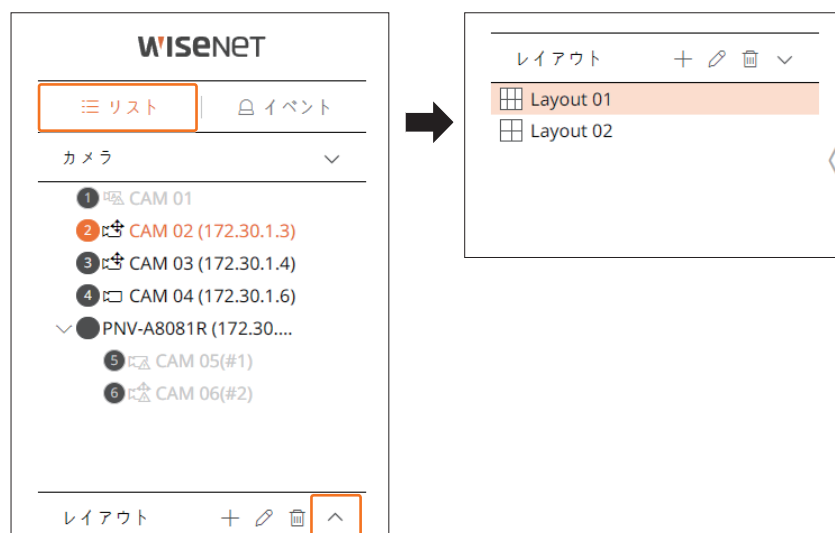 WISENET
リスト
イベント
カメラ
1 CAM 01
2 CAM 02 (172.30.1.3)
3 CAM 03 (172.30.1.4)
4 CAM 04 (172.30.1.6)
PNV-A8081R (172.30....
5 CAM 05(#1)
6 CAM 06(#2)
レイアウト
レイアウト
Layout 01
Layout 02